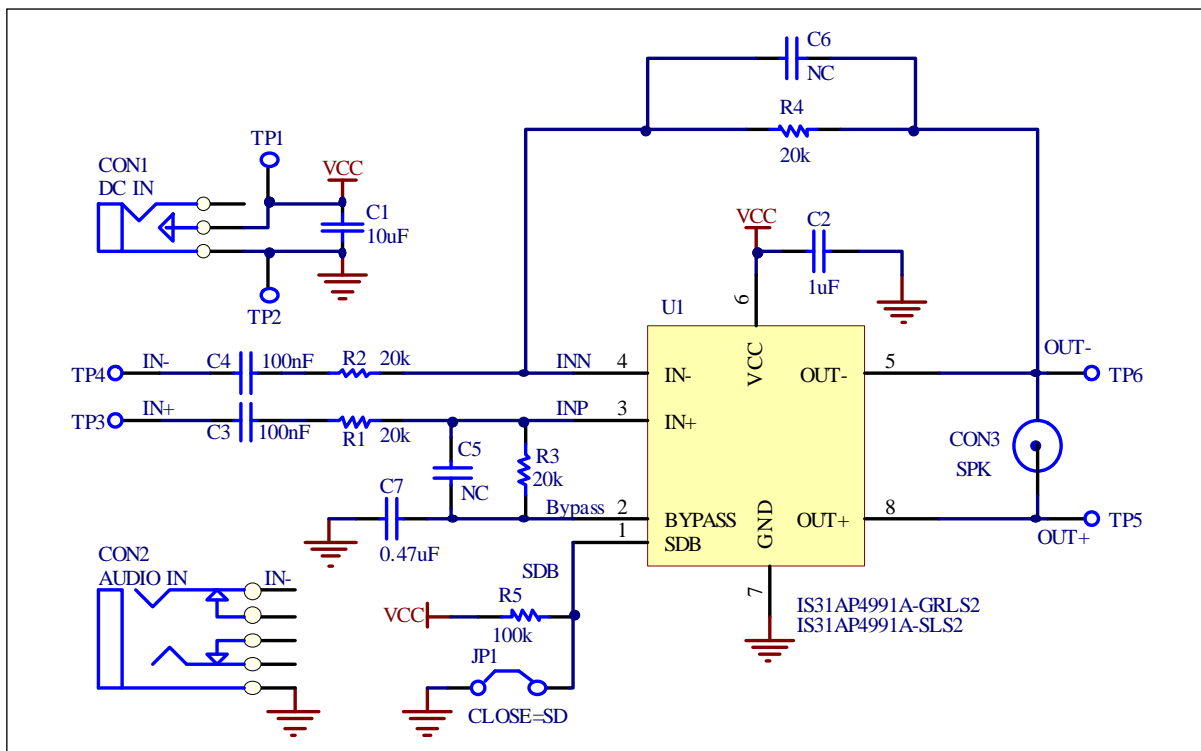 C6
NC
R4
20k
TP1
CON1
DC IN
VCC
C1
10uF
TP2
VCC
C2
1uF
6
U1
VCC
TP4
IN-
C4
100nF
R2
20k
INN
4
IN-
OUT-
5
OUT-
TP6
TP3
IN+
C3
100nF
R1
20k
INP
3
IN+
C5
NC
R3
20k
CON3
SPK
C7
0.47uF
Bypass
2
BYPASS
1
SDB
GND
OUT+
8
TP5
OUT+
7
CON2
AUDIO IN
IN-
SDB
VCC
R5
100k
JP1
CLOSE=SD
IS31AP4991A-GRLS2
IS31AP4991A-SLS2